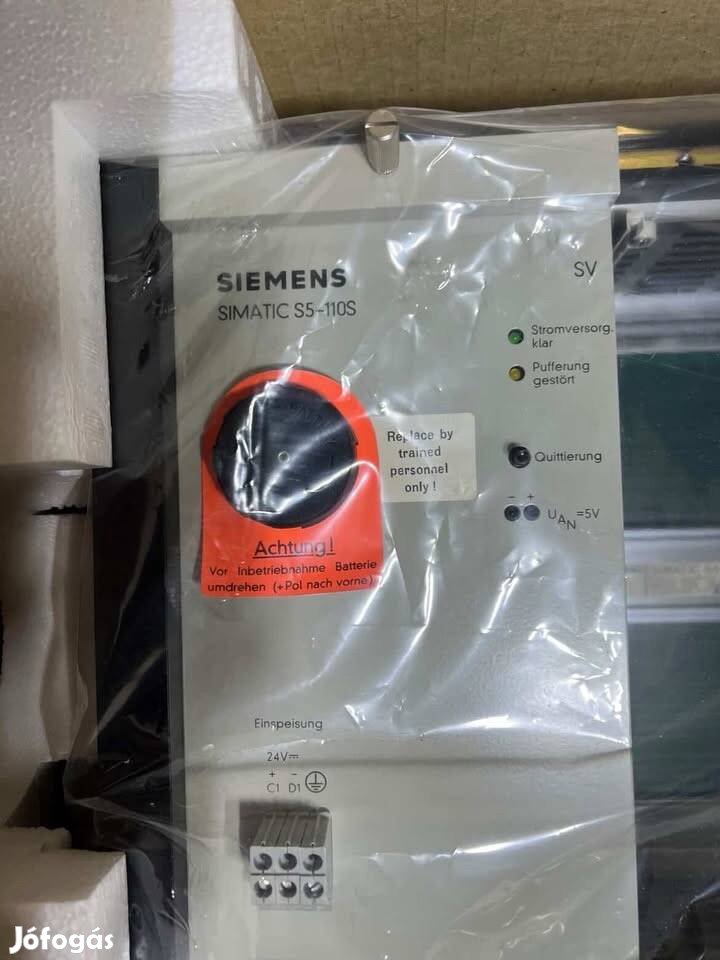 SIEMENS
SIMATIC S5-110S
SV
Stromversorg.
klar
Pufferung
gestört
Replace by
trained
personnel
only !
Quittierung
- +
U_AN =5V
Achtung!
Vor Inbetriebnahme Batterie
umdrehen (+Pol nach vorne)
Einspeisung
24V⎓
+ -
C1 D1
Jófogás